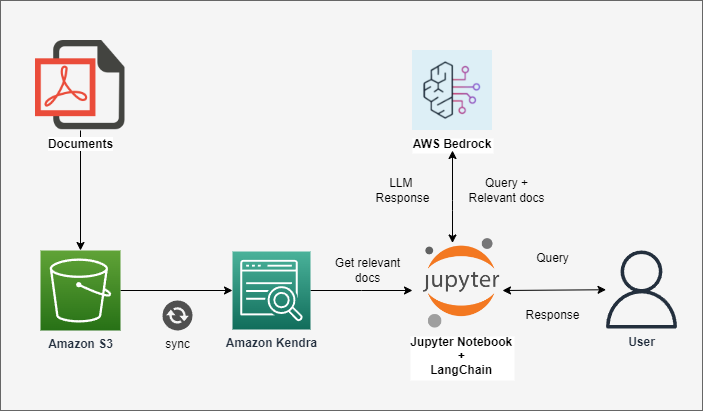 Documents
AWS Bedrock
LLM
Response
Query +
Relevant docs
Get relevant
docs
jupyter
Query
Response
sync
Amazon S3
Amazon Kendra
Jupyter Notebook
+
LangChain
User